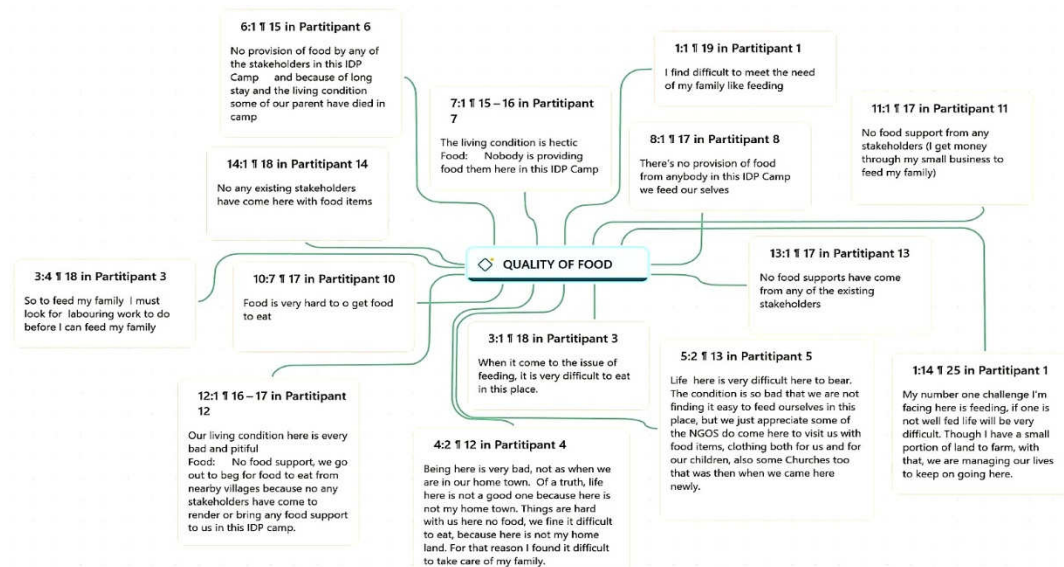 6:1 ¶ 15 in Partitipant 6
No provision of food by any of
the stakeholders in this IDP
Camp and because of long
stay and the living condition
some of our parent have died in
camp
7:1 ¶ 15 – 16 in Partitipant
7
The living condition is hectic
Food: Nobody is providing
food them here in this IDP Camp
1:1 ¶ 19 in Partitipant 1
I find difficult to meet the need
of my family like feeding
8:1 ¶ 17 in Partitipant 8
There's no provision of food
from anybody in this IDP Camp
we feed our selves
11:1 ¶ 17 in Partitipant 11
No food support from any
stakeholders (I get money
through my small business to
feed my family)
14:1 ¶ 18 in Partitipant 14
No any existing stakeholders
have come here with food items
QUALITY OF FOOD
3:4 ¶ 18 in Partitipant 3
So to feed my family I must
look for labouring work to do
before I can feed my family
10:7 ¶ 17 in Partitipant 10
Food is very hard to o get food
to eat
13:1 ¶ 17 in Partitipant 13
No food supports have come
from any of the existing
stakeholders
3:1 ¶ 18 in Partitipant 3
When it come to the issue of
feeding, it is very difficult to eat
in this place.
5:2 ¶ 13 in Partitipant 5
Life here is very difficult here to bear.
The condition is so bad that we are not
finding it easy to feed ourselves in this
place, but we just appreciate some of
the NGOS do come here to visit us with
food items, clothing both for us and for
our children, also some Churches too
that was then when we came here
newly.
1:14 ¶ 25 in Partitipant 1
My number one challenge I'm
facing here is feeding, if one is
not well fed life will be very
difficult. Though I have a small
portion of land to farm, with
that, we are managing our lives
to keep on going here.
12:1 ¶ 16 – 17 in Partitipant
12
Our living condition here is every
bad and pitiful
Food: No food support, we go
out to beg for food to eat from
nearby villages because no any
stakeholders have come to
render or bring any food support
to us in this IDP camp.
4:2 ¶ 12 in Partitipant 4
Being here is very bad, not as when we
are in our home town. Of a truth, life
here is not a good one because here is
not my home town. Things are hard
with us here no food, we fine it difficult
to eat, because here is not my home
land. For that reason I found it difficult
to take care of my family.